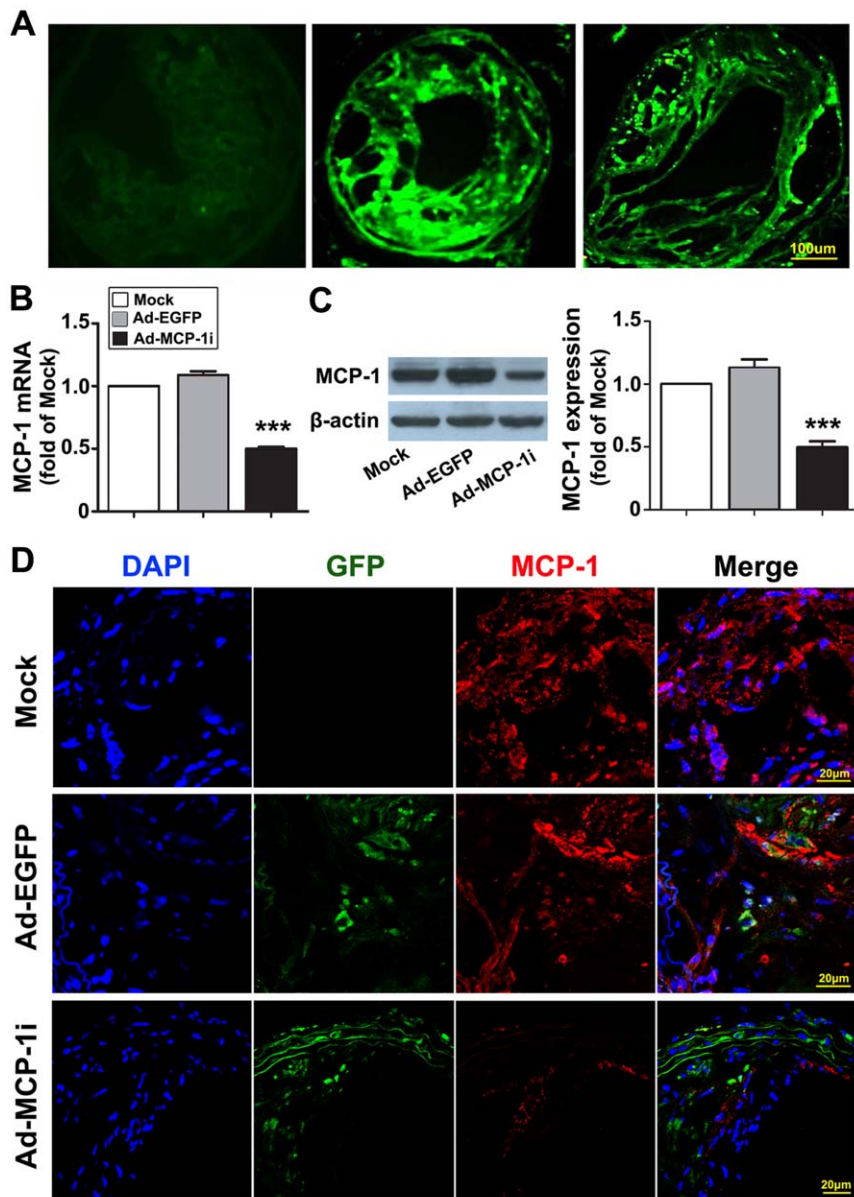 A
100um
B
Mock
Ad-EGFP
Ad-MCP-1i
MCP-1 mRNA
(fold of Mock)
1.5
1.0
0.5
0
***
C
MCP-1
β-actin
Mock
Ad-EGFP
Ad-MCP-1i
MCP-1 expression
(fold of Mock)
1.5
1.0
0.5
0
***
D
DAPI
GFP
MCP-1
Merge
Mock
20μm
Ad-EGFP
20μm
Ad-MCP-1i
20μm